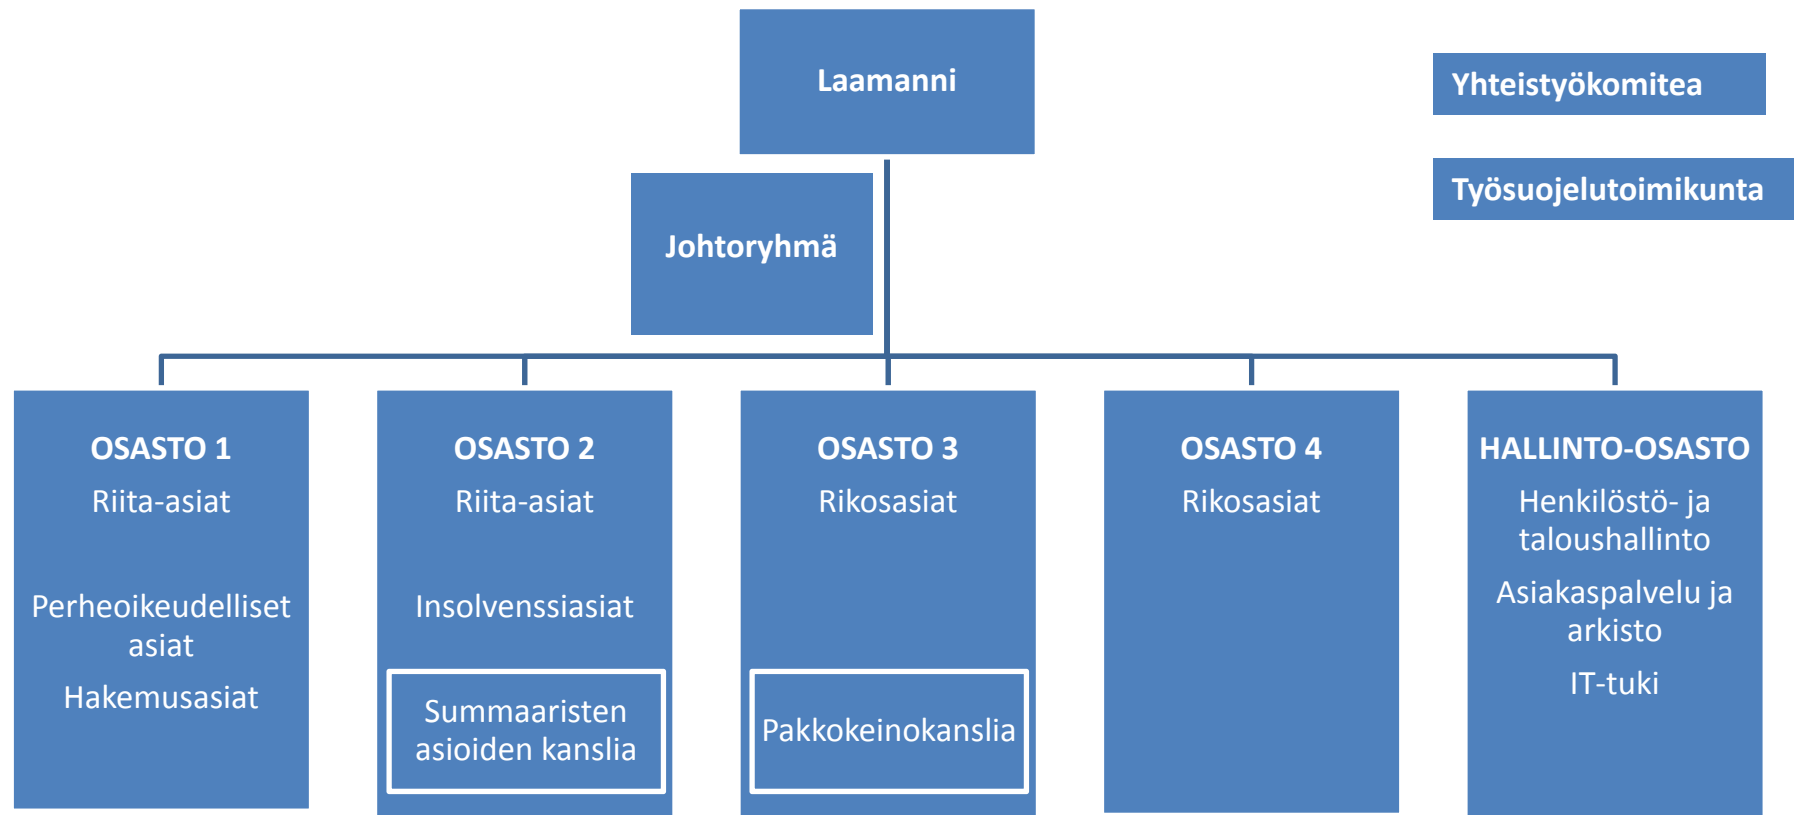 Laamanni
Yhteistyökomitea
Työsuojelutoimikunta
Johtoryhmä
OSASTO 1
Riita-asiat
Perheoikeudelliset
asiat
Hakemusasiat
OSASTO 2
Riita-asiat
Insolvenssiasiat
Summaaristen
asioiden kanslia
OSASTO 3
Rikosasiat
Pakkokeinokanslia
OSASTO 4
Rikosasiat
HALLINTO-OSASTO
Henkilöstö- ja
taloushallinto
Asiakaspalvelu ja
arkisto
IT-tuki